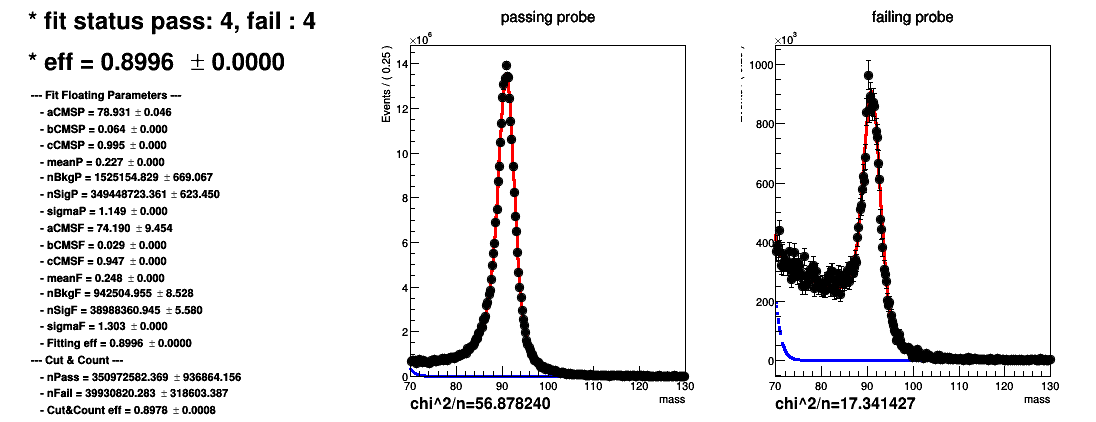 * fit status pass: 4, fail : 4
* eff = 0.8996 ± 0.0000
--- Fit Floating Parameters ---
- aCMSP = 78.931 ± 0.046
- bCMSP = 0.064 ± 0.000
- cCMSP = 0.995 ± 0.000
- meanP = 0.227 ± 0.000
- nBkgP = 1525154.829 ± 669.067
- nSigP = 349448723.361 ± 623.450
- sigmaP = 1.149 ± 0.000
- aCMSF = 74.190 ± 9.454
- bCMSF = 0.029 ± 0.000
- cCMSF = 0.947 ± 0.000
- meanF = 0.248 ± 0.000
- nBkgF = 942504.955 ± 8.528
- nSigF = 38988360.945 ± 5.580
- sigmaF = 1.303 ± 0.000
- Fitting eff = 0.8996 ± 0.0000
--- Cut & Count ---
- nPass = 350972582.369 ± 936864.156
- nFail = 39930820.283 ± 318603.387
- Cut&Count eff = 0.8978 ± 0.0008
passing probe
×10⁶
Events / ( 0.25 )
14
12
10
8
6
4
2
0
70 80 90 100 110 120 130
mass
chi^2/n=56.878240
failing probe
×10³
1000
800
600
400
200
0
70 80 90 100 110 120 130
mass
chi^2/n=17.341427